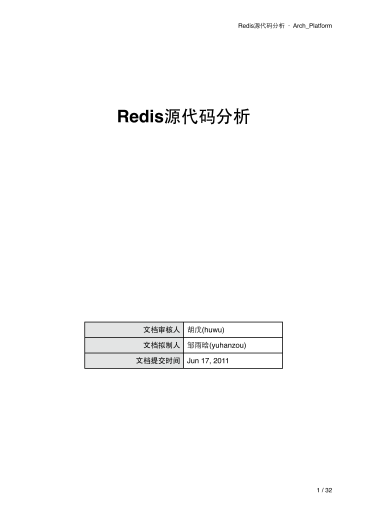 Redis源代码分析 - Arch_Platform
Redis源代码分析
文档审核人 胡戊(huwu)
文档拟制人 邹雨晗(yuhanzou)
文档提交时间 Jun 17, 2011
1 / 32